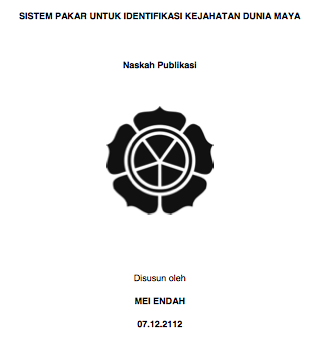 SISTEM PAKAR UNTUK IDENTIFIKASI KEJAHATAN DUNIA MAYA
Naskah Publikasi
Disusun oleh
MEI ENDAH
07.12.2112